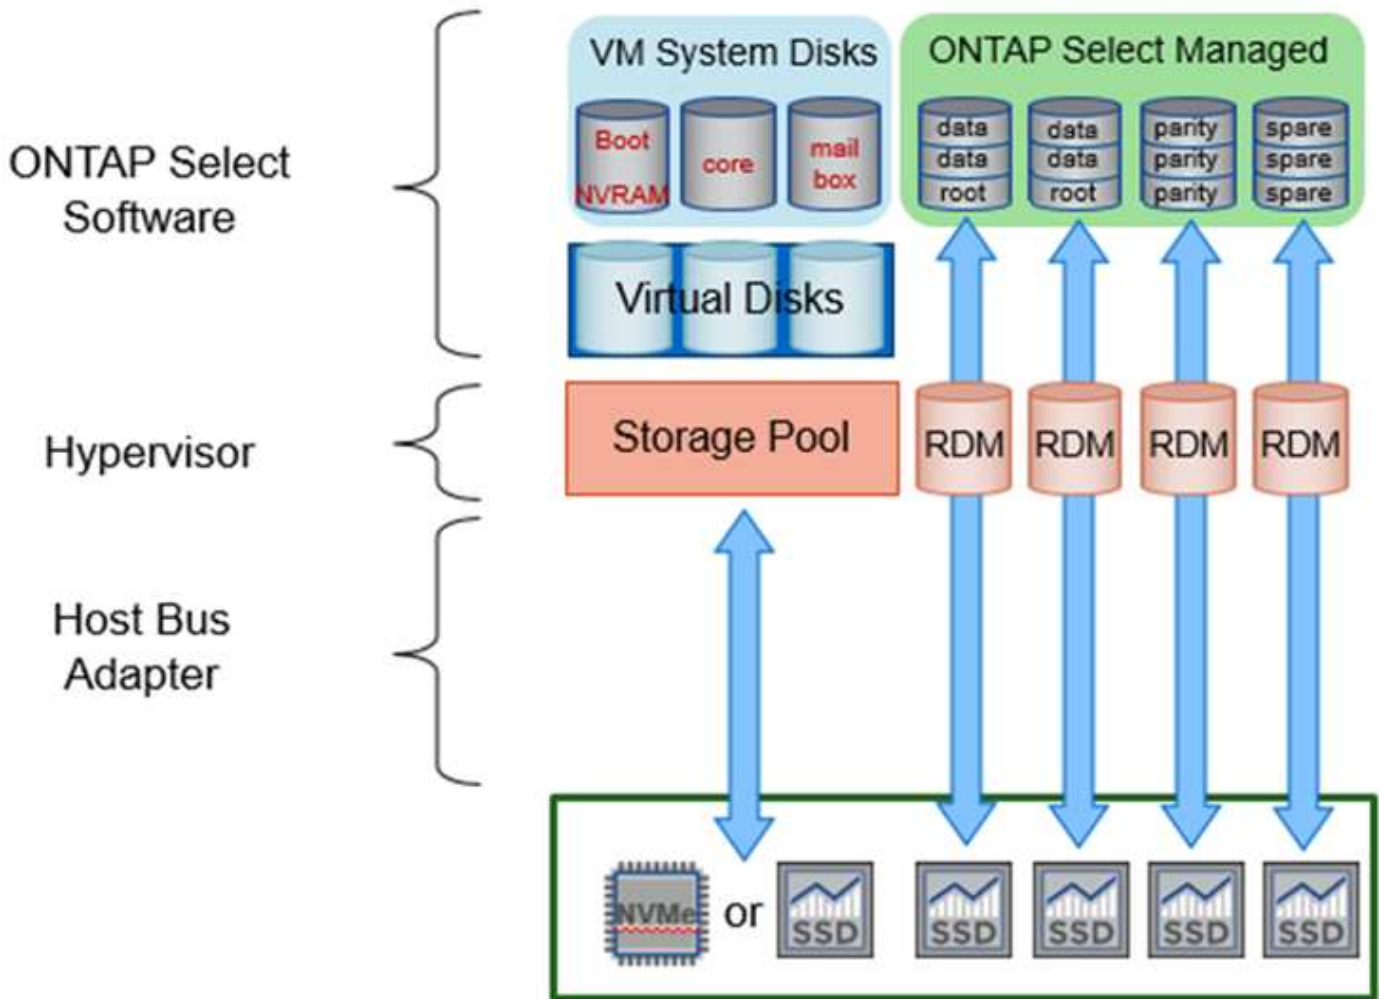 ONTAP Select
Software
Hypervisor
Host Bus
Adapter
VM System Disks
Boot
NVRAM
core
mail
box
Virtual Disks
Storage Pool
ONTAP Select Managed
data
data
root
data
data
root
parity
parity
parity
spare
spare
spare
RDM
RDM
RDM
RDM
NVMe
or
SSD
SSD
SSD
SSD
SSD